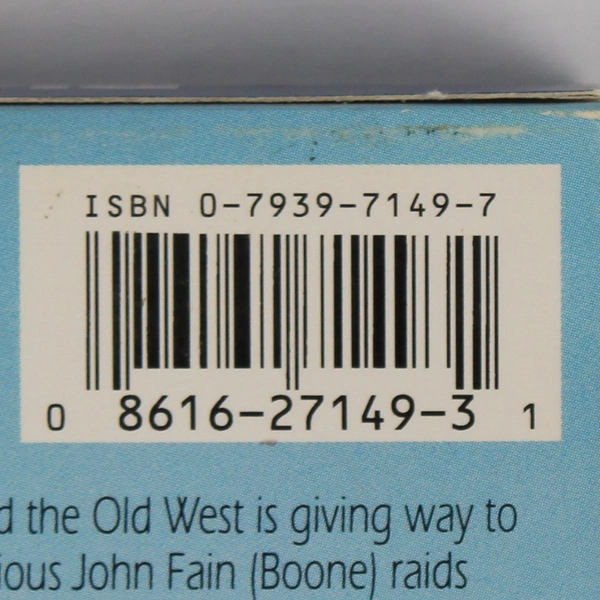 ISBN 0-7939-7149-7
0 8616-27149-3 1
d the Old West is giving way to
ious John Fain (Boone) raids